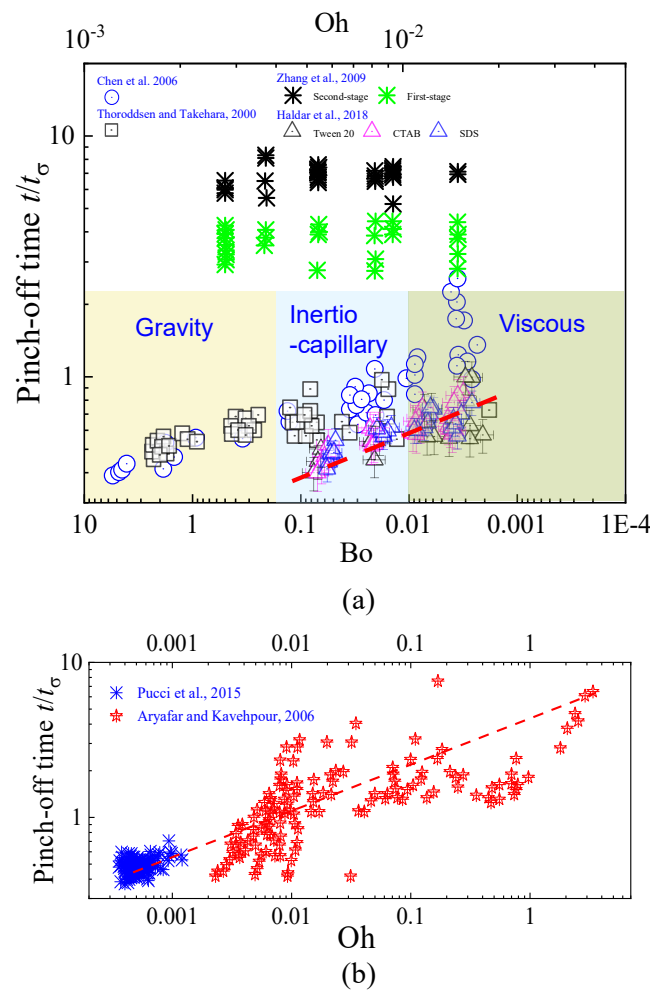 Oh
10-3
10-2
Chen et al. 2006
Zhang et al., 2009
Second-stage
First-stage
Thoroddsen and Takehara, 2000
Haldar et al., 2018
Tween 20
CTAB
SDS
Pinch-off time t/tσ
10
1
Gravity
Inertio
-capillary
Viscous
10
1
0.1
0.01
0.001
1E-4
Bo
(a)
0.001
0.01
0.1
1
Pinch-off time t/tσ
10
1
Pucci et al., 2015
Aryafar and Kavehpour, 2006
0.001
0.01
0.1
1
Oh
(b)